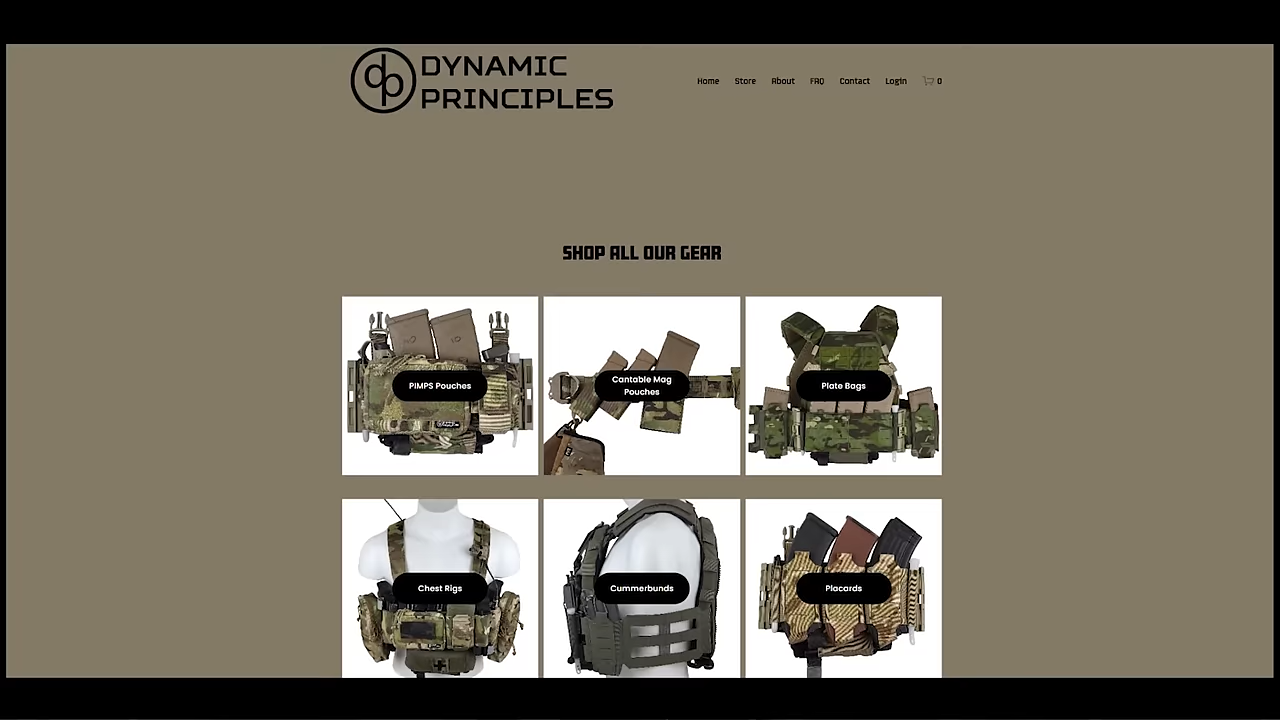 dp DYNAMIC
PRINCIPLES
Home Store About FAQ Contact Login 0
SHOP ALL OUR GEAR
PIMPS Pouches
Cantable Mag
Pouches
Plate Bags
Chest Rigs
Cummerbunds
Placards